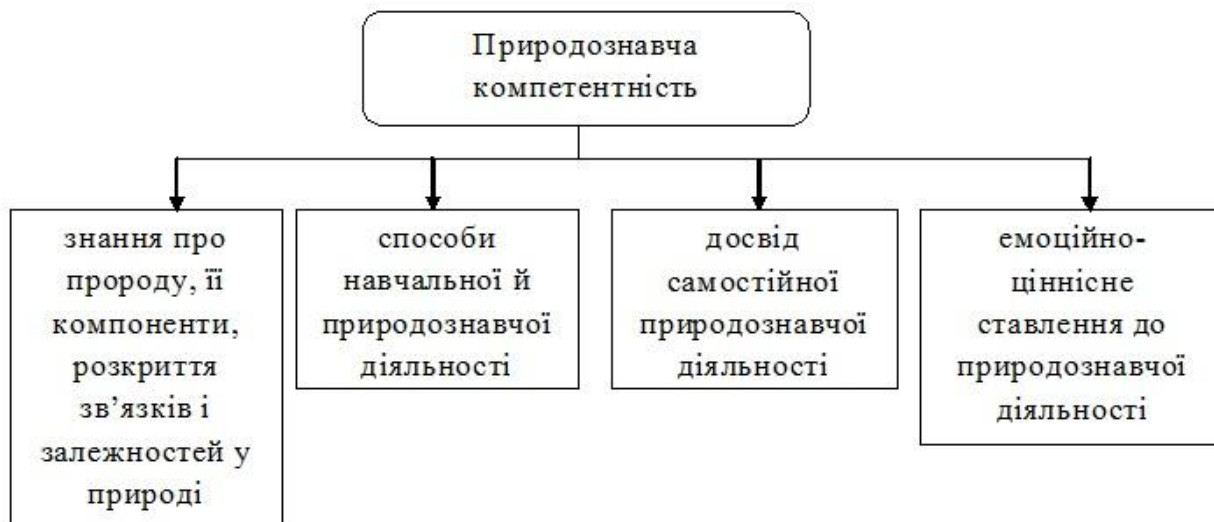 Природознавча
компетентність
знання про
пророду, її
компоненти,
розкриття
зв’язків і
залежностей у
природі
способи
навчальної й
природознавчої
діяльності
досвід
самостійної
природознавчої
діяльності
емоційно-
ціннісне
ставлення до
природознавчої
діяльності